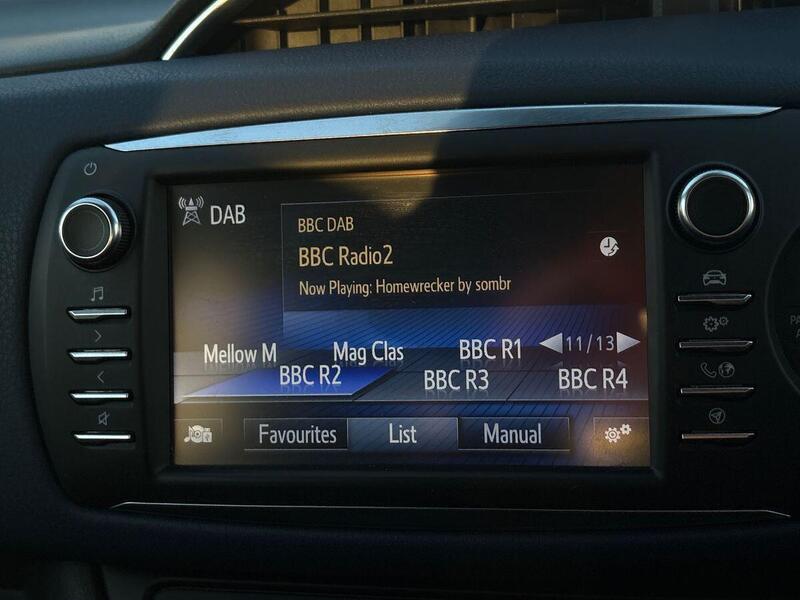 DAB
BBC DAB
BBC Radio2
Now Playing: Homewrecker by sombr
Mellow M
Mag Clas
BBC R1
11/13
BBC R2
BBC R3
BBC R4
Favourites
List
Manual